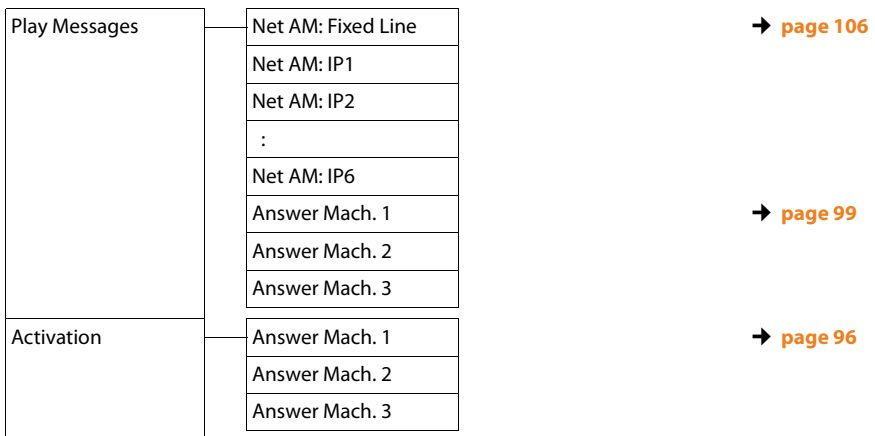 Play Messages Net AM: Fixed Line ➜ page 106
Net AM: IP1
Net AM: IP2
:
Net AM: IP6
Answer Mach. 1 ➜ page 99
Answer Mach. 2
Answer Mach. 3
Activation Answer Mach. 1 ➜ page 96
Answer Mach. 2
Answer Mach. 3